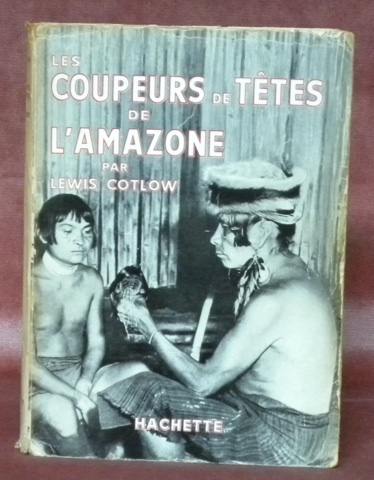 LES
COUPEURS DE TÊTES
DE
L'AMAZONE
PAR
LEWIS COTLOW
HACHETTE